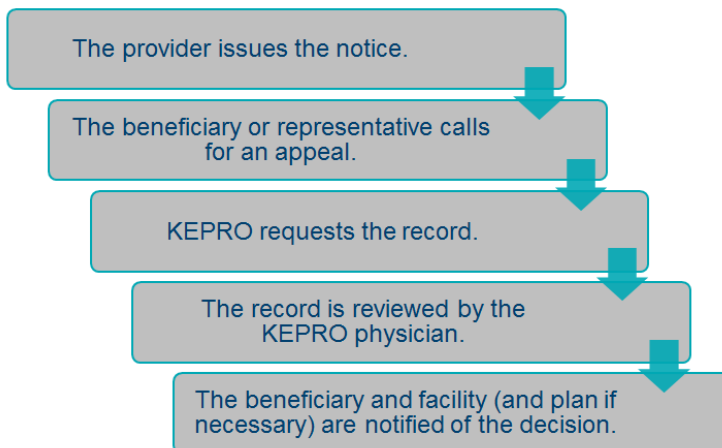 The provider issues the notice.
The beneficiary or representative calls
for an appeal.
KEPRO requests the record.
The record is reviewed by the
KEPRO physician.
The beneficiary and facility (and plan if
necessary) are notified of the decision.